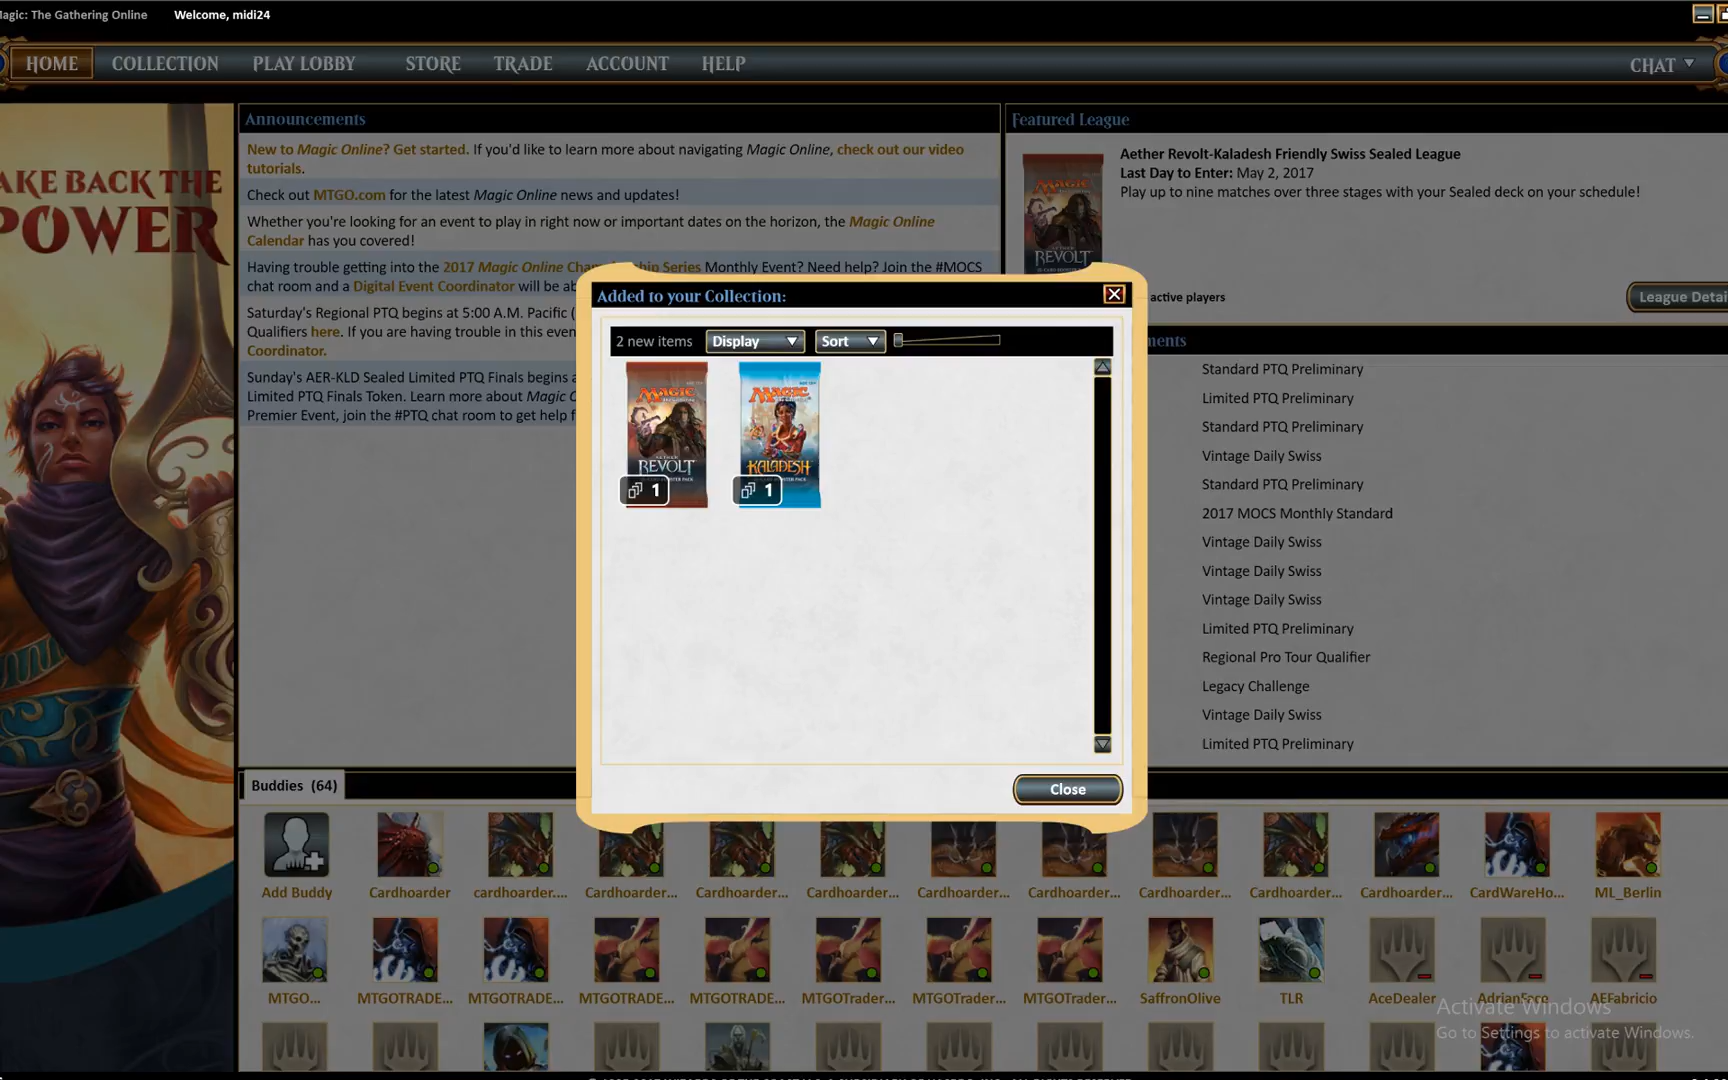 Magic: The Gathering Online
Welcome, midi24
HOME
COLLECTION
PLAY LOBBY
STORE
TRADE
ACCOUNT
HELP
CHAT
AKE BACK THE
POWER
Announcements
New to Magic Online? Get started. If you'd like to learn more about navigating Magic Online, check out our video
tutorials.
Check out MTGO.com for the latest Magic Online news and updates!
Whether you're looking for an event to play in right now or important dates on the horizon, the Magic Online
Calendar has you covered!
Having trouble getting into the 2017 Magic Online Championship Series Monthly Event? Need help? Join the #MOCS
chat room and a Digital Event Coordinator will be
Saturday's Regional PTQ begins at 5:00 A.M. Pacific (
Qualifiers here. If you are having trouble in this even
Coordinator.
Sunday's AER-KLD Sealed Limited PTQ Finals begins a
Limited PTQ Finals Token. Learn more about Magic O
Premier Event, join the #PTQ chat room to get help f
Featured League
MAGIC
REVOLT
Aether Revolt-Kaladesh Friendly Swiss Sealed League
Last Day to Enter: May 2, 2017
Play up to nine matches over three stages with your Sealed deck on your schedule!
active players
League Detai
ments
Standard PTQ Preliminary
Limited PTQ Preliminary
Standard PTQ Preliminary
Vintage Daily Swiss
Standard PTQ Preliminary
2017 MOCS Monthly Standard
Vintage Daily Swiss
Vintage Daily Swiss
Vintage Daily Swiss
Limited PTQ Preliminary
Regional Pro Tour Qualifier
Legacy Challenge
Vintage Daily Swiss
Limited PTQ Preliminary
Added to your Collection:
2 new items
Display
Sort
MAGIC
AETHER
REVOLT
1
MAGIC
KALADESH
1
Close
Buddies (64)
Add Buddy
Cardhoarder
cardhoarder....
Cardhoarder...
Cardhoarder...
Cardhoarder...
Cardhoarder...
Cardhoarder...
Cardhoarder...
Cardhoarder...
Cardhoarder...
CardWareHo...
ML_Berlin
MTGO...
MTGOTRADE...
MTGOTRADE...
MTGOTRADE...
MTGOTRADE...
MTGOTrader...
MTGOTrader...
MTGOTrader...
SaffronOlive
TLR
AceDealer
AdrianFace
AEFabricio
Activate Windows
Go to Settings to activate Windows.